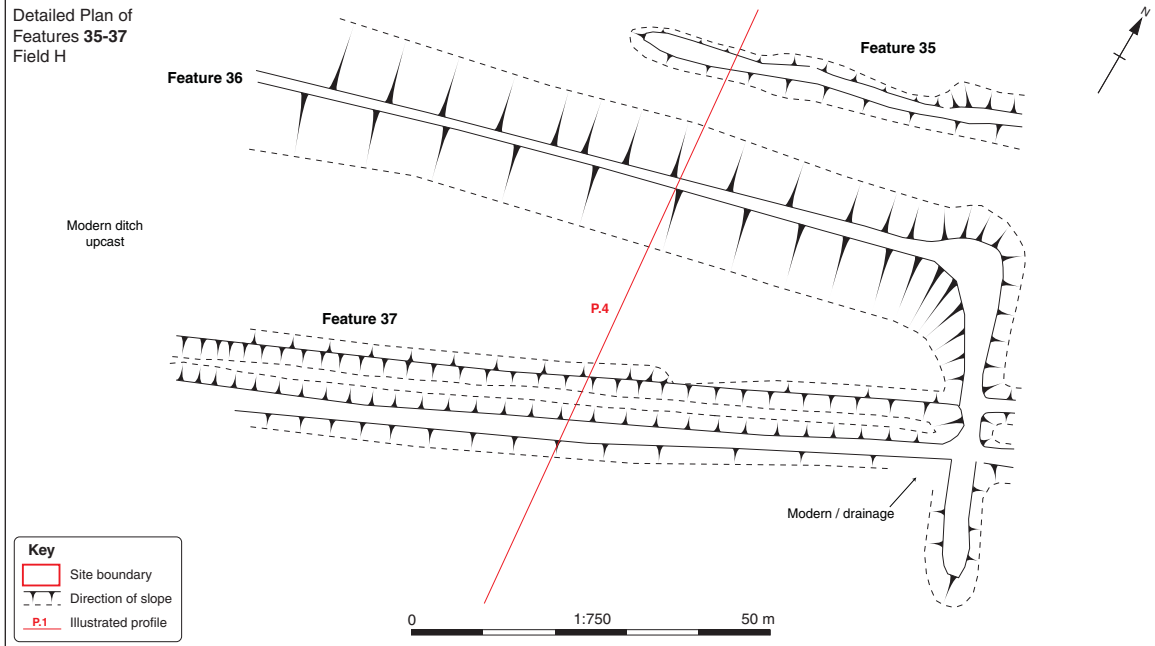 Detailed Plan of
Features 35-37
Field H
N
Feature 35
Feature 36
Modern ditch
upcast
P.4
Feature 37
Modern / drainage
Key
Site boundary
Direction of slope
P.1 Illustrated profile
0 1:750 50 m